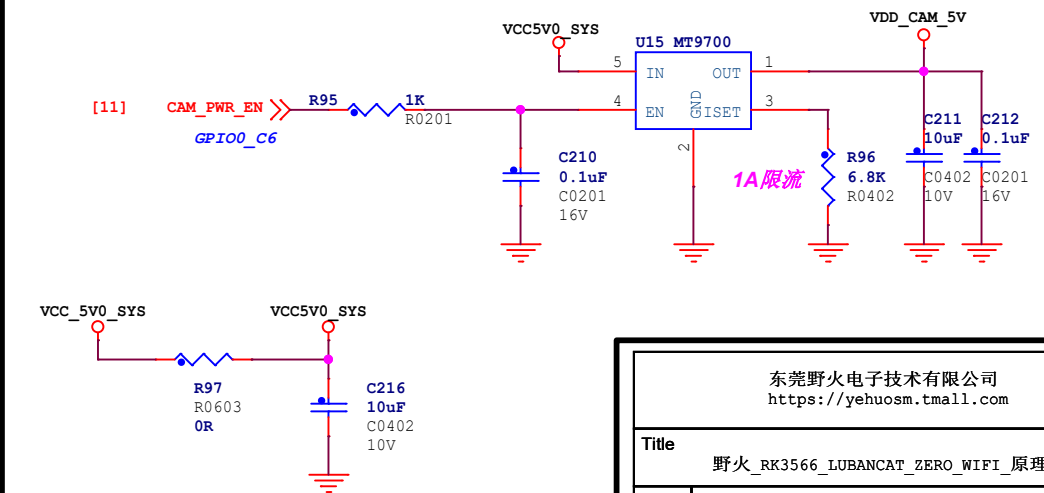 VCC5V0_SYS
VDD_CAM_5V
U15 MT9700
5
IN
OUT
1
[11]
CAM_PWR_EN
R95
1K
R0201
4
EN
GND
ISET
3
GPIO0_C6
2
C210
0.1uF
C0201
16V
1A限流
R96
6.8K
R0402
C211
10uF
C0402
10V
C212
0.1uF
C0201
16V
VCC_5V0_SYS
VCC5V0_SYS
R97
R0603
0R
C216
10uF
C0402
10V
东莞野火电子技术有限公司
https://yehuosm.tmall.com
Title
野火_RK3566_LUBANCAT_ZERO_WIFI_原理